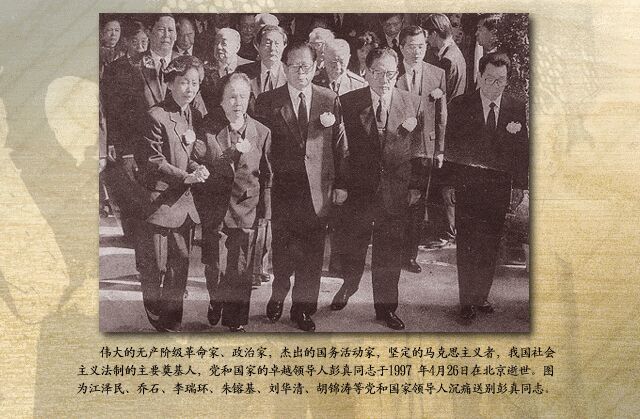 伟大的无产阶级革命家、政治家，杰出的国务活动家，坚定的马克思主义者，我国社会
主义法制的主要奠基人，党和国家的卓越领导人彭真同志于1997 年4月26日在北京逝世。图
为江泽民、乔石、李瑞环、朱镕基、刘华清、胡锦涛等党和国家领导人沉痛送别彭真同志。